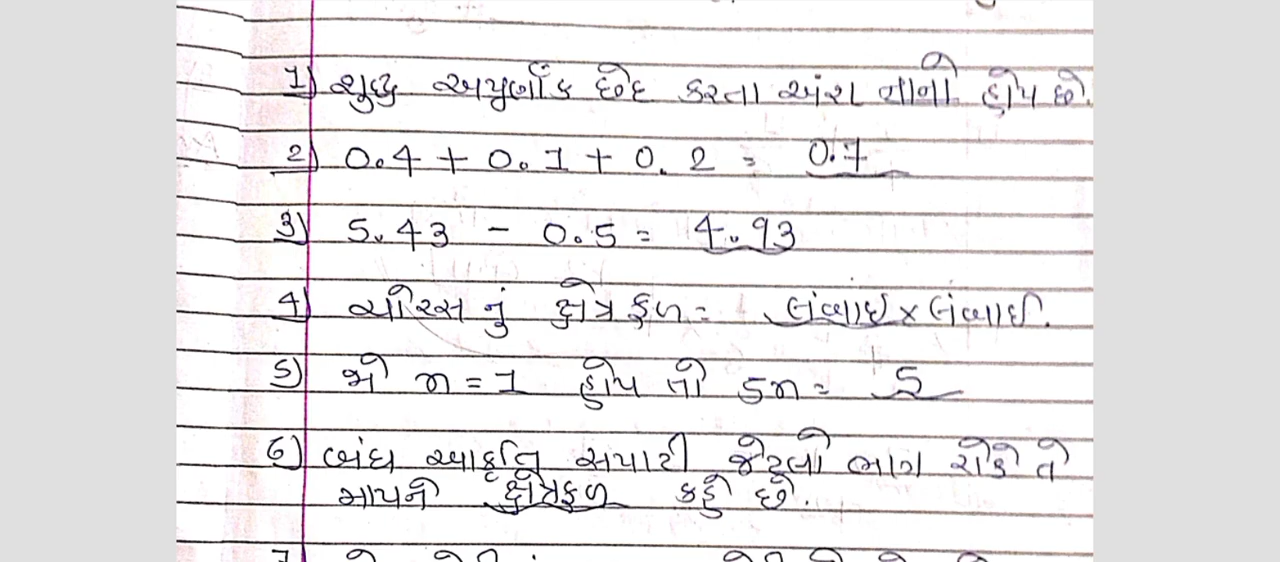 1) શુદ્ધ અપુર્ણાંક છેદ કરતા અંશ નાનો હોય છે.
2) 0.4 + 0.1 + 0.2 = 0.7
3) 5.43 - 0.5 = 4.93
4) ચોરસ નું ક્ષેત્રફળ = લંબાઈ × લંબાઈ.
5) જો n = 1 હોય તો 5n = 5
6) બંધ આકૃતિ સપાટી જેટલો ભાગ રોકે તે
માપને ક્ષેત્રફળ કહે છે.